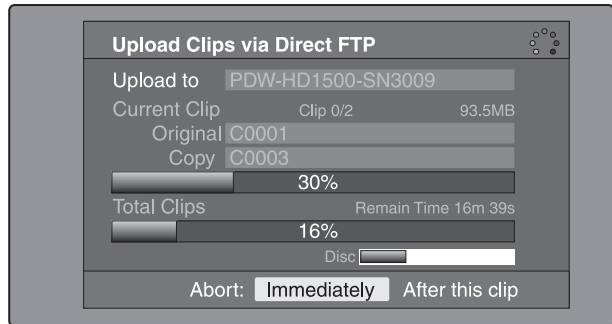 Upload Clips via Direct FTP
Upload to PDW-HD1500-SN3009
Current Clip Clip 0/2 93.5MB
Original C0001
Copy C0003
30%
Total Clips Remain Time 16m 39s
16%
Disc
Abort: Immediately After this clip